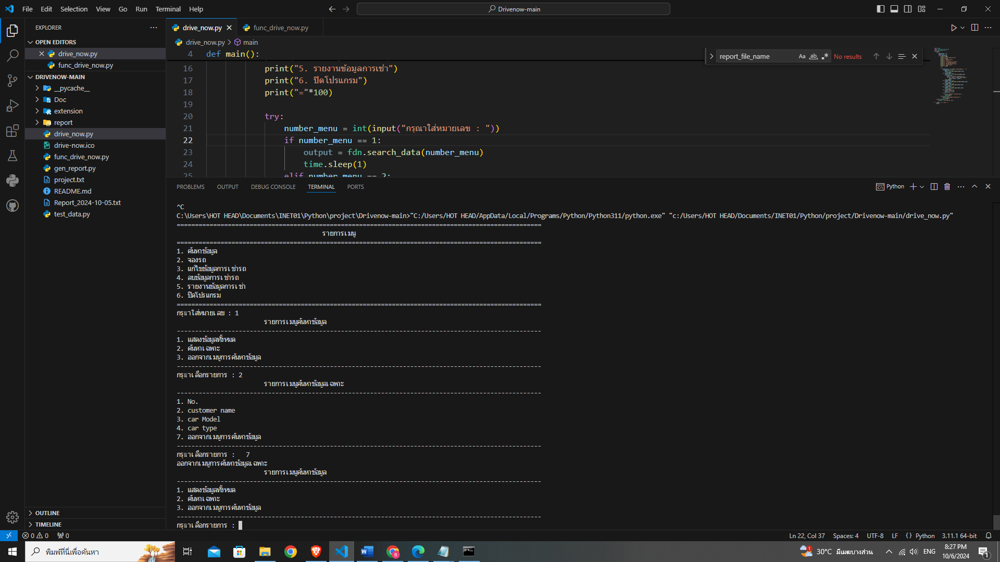 File Edit Selection View Go Run Terminal Help
Drivenow-main
EXPLORER
OPEN EDITORS
drive_now.py
func_drive_now.py
DRIVENOW-MAIN
__pycache__
Doc
extension
report
drive_now.py
drive-now.ico
func_drive_now.py
gen_report.py
project.txt
README.md
Report_2024-10-05.txt
test_data.py
OUTLINE
TIMELINE
drive_now.py func_drive_now.py
drive_now.py > main
report_file_name Aa ab No results
4 def main():
16 print("5. รายงานข้อมูลการเช่า")
17 print("6. ปิดโปรแกรม")
18 print("="*100)
19
20 try:
21 number_menu = int(input("กรุณาใส่หมายเลข : "))
22 if number_menu == 1:
23 output = fdn.search_data(number_menu)
24 time.sleep(1)
25 elif number_menu == 2:
PROBLEMS OUTPUT DEBUG CONSOLE TERMINAL PORTS
Python
^C
C:\Users\HOT HEAD\Documents\INET01\Python\project\Drivenow-main>"C:/Users/HOT HEAD/AppData/Local/Programs/Python/Python311/python.exe" "c:/Users/HOT HEAD/Documents/INET01/Python/project/Drivenow-main/drive_now.py"
====================================================================================================
รายการเมนู
====================================================================================================
1. ค้นหาข้อมูล
2. จองรถ
3. แก้ไขข้อมูลการเช่ารถ
4. ลบข้อมูลการเช่ารถ
5. รายงานข้อมูลการเช่า
6. ปิดโปรแกรม
====================================================================================================
กรุณาใส่หมายเลข : 1
รายการเมนูค้นหาข้อมูล
----------------------------------------------------------------------------------------------------
1. แสดงข้อมูลทั้งหมด
2. ค้นหาเฉพาะ
3. ออกจากเมนูการค้นหาข้อมูล
----------------------------------------------------------------------------------------------------
กรุณาเลือกรายการ : 2
รายการเมนูค้นหาข้อมูลเฉพาะ
----------------------------------------------------------------------------------------------------
1. No.
2. customer name
3. car Model
4. car type
7. ออกจากเมนูการค้นหาข้อมูล
----------------------------------------------------------------------------------------------------
กรุณาเลือกรายการ : 7
ออกจากเมนูการค้นหาข้อมูลเฉพาะ
รายการเมนูค้นหาข้อมูล
----------------------------------------------------------------------------------------------------
1. แสดงข้อมูลทั้งหมด
2. ค้นหาเฉพาะ
3. ออกจากเมนูการค้นหาข้อมูล
----------------------------------------------------------------------------------------------------
กรุณาเลือกรายการ :
0 0 0 Ln 22, Col 37 Spaces: 4 UTF-8 LF {} Python 3.11.1 64-bit
พิมพ์ที่นี่เพื่อค้นหา
30°C มีเมฆบางส่วน ENG 8:27 PM
10/6/2024